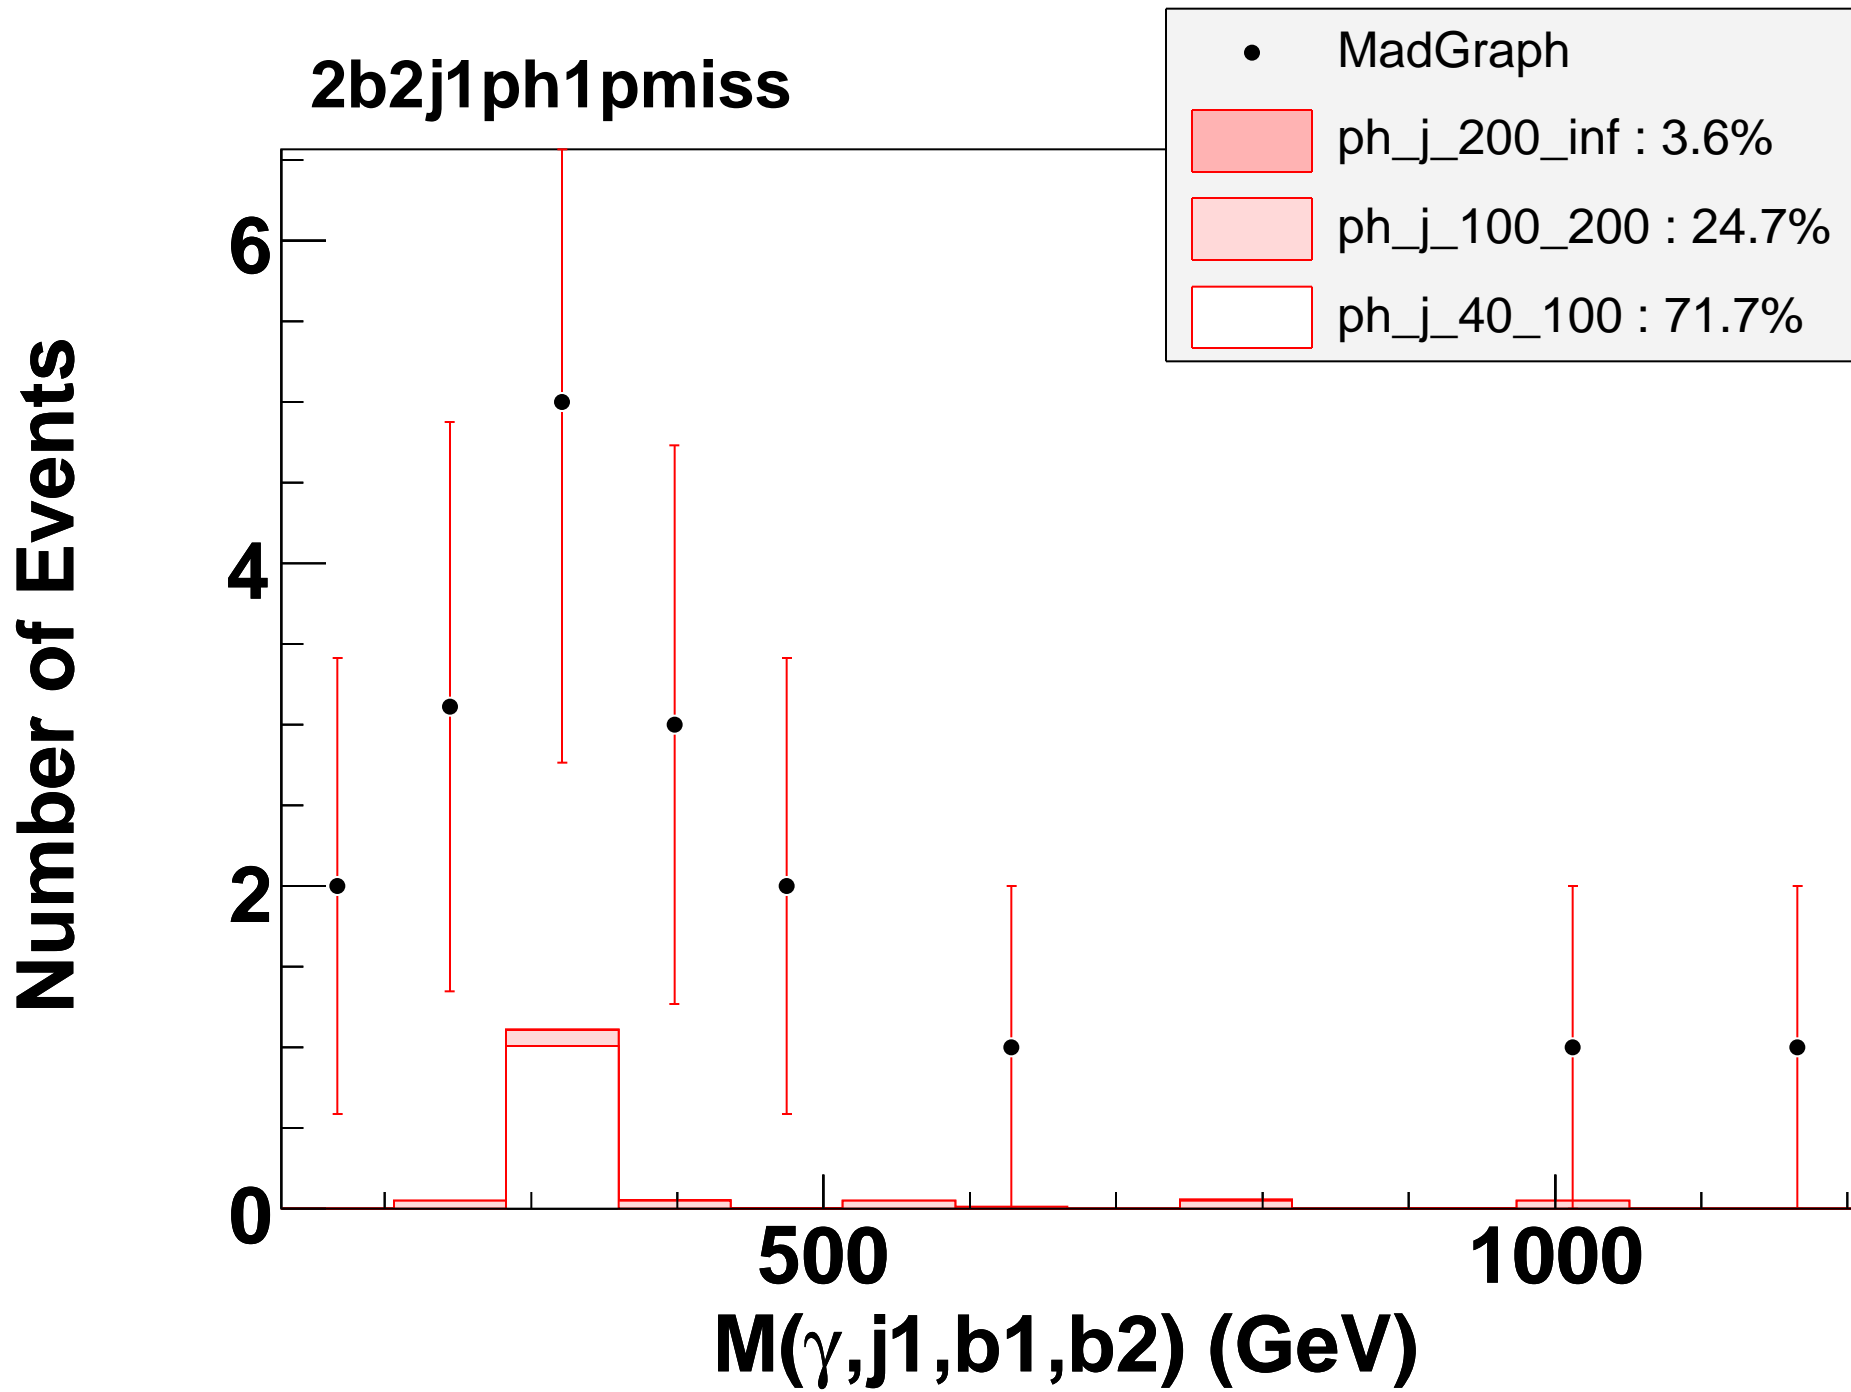 2b2j1ph1pmiss
MadGraph
ph_j_200_inf : 3.6%
ph_j_100_200 : 24.7%
ph_j_40_100 : 71.7%
Number of Events
6
4
2
0
500
1000
M(γ,j1,b1,b2) (GeV)